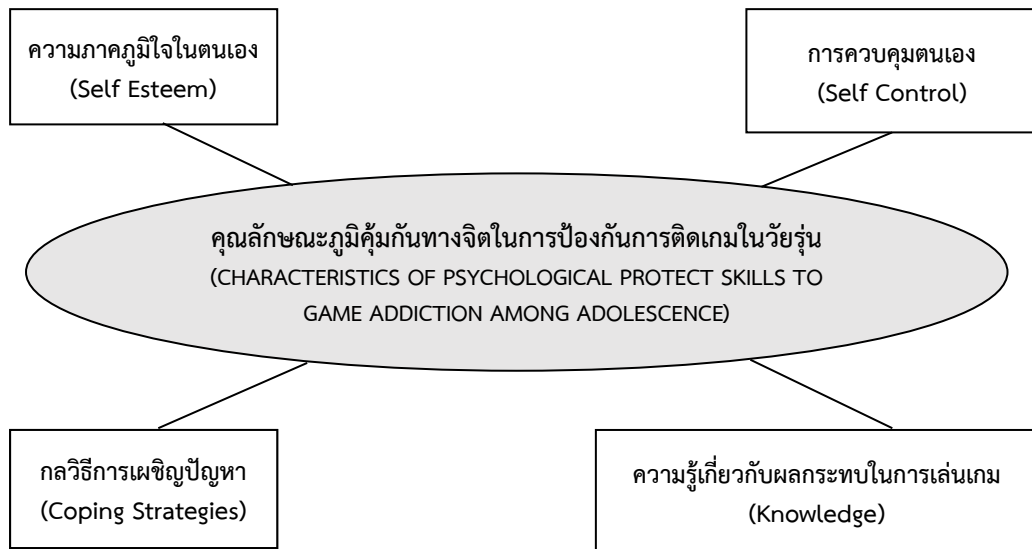 ความภาคภูมิใจในตนเอง
(Self Esteem)
การควบคุมตนเอง
(Self Control)
คุณลักษณะภูมิคุ้มกันทางจิตในการป้องกันการติดเกมในวัยรุ่น
(CHARACTERISTICS OF PSYCHOLOGICAL PROTECT SKILLS TO
GAME ADDICTION AMONG ADOLESCENCE)
กลวิธีการเผชิญปัญหา
(Coping Strategies)
ความรู้เกี่ยวกับผลกระทบในการเล่นเกม
(Knowledge)